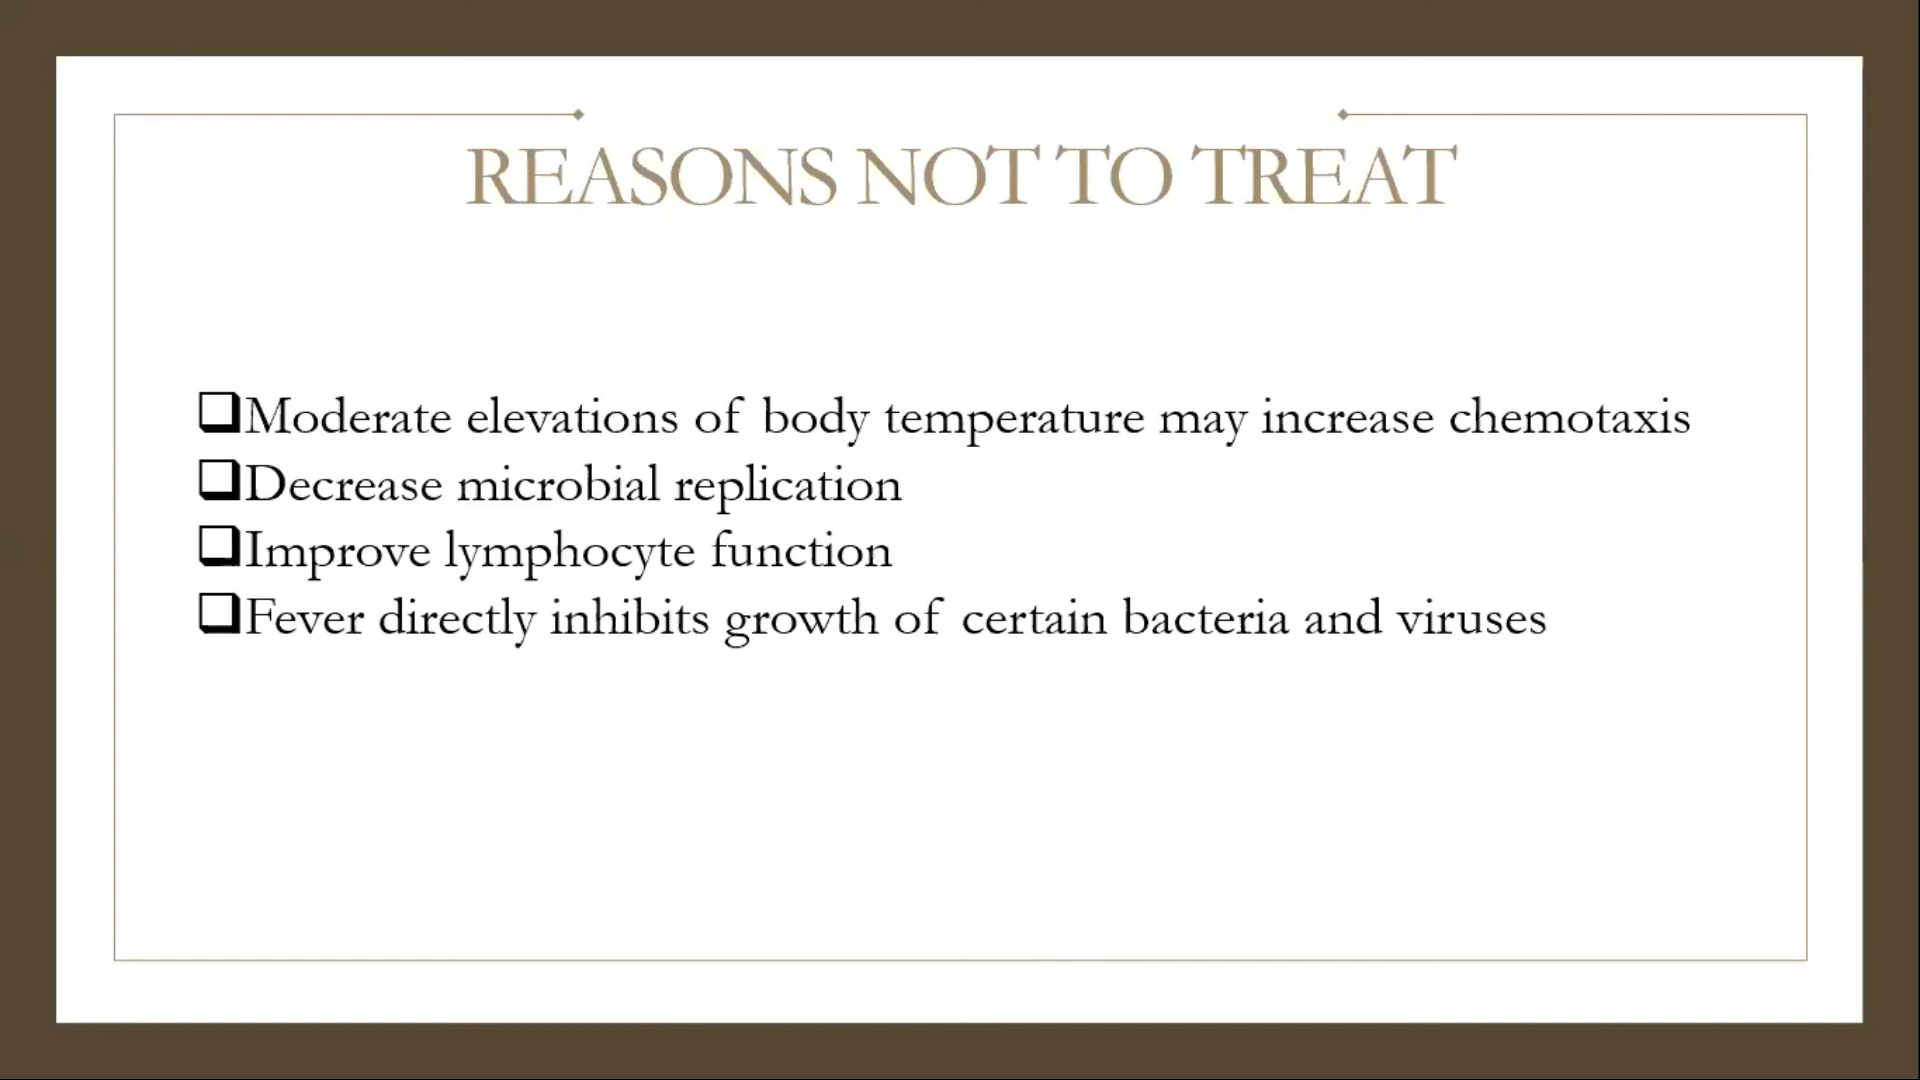 REASONS NOT TO TREAT
Moderate elevations of body temperature may increase chemotaxis
Decrease microbial replication
Improve lymphocyte function
Fever directly inhibits growth of certain bacteria and viruses